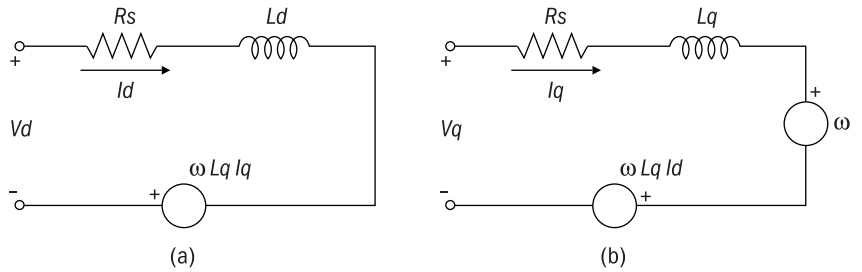 Rs Ld
+
Id
Vd
ω Lq Iq
- +
(a)
Rs Lq
+
Iq
+
ω
Vq
ω Lq Id
- +
(b)